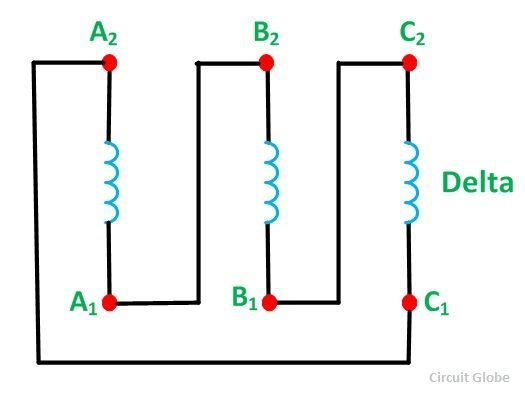 A₂ B₂ C₂
Delta
A₁ B₁ C₁
Circuit Globe